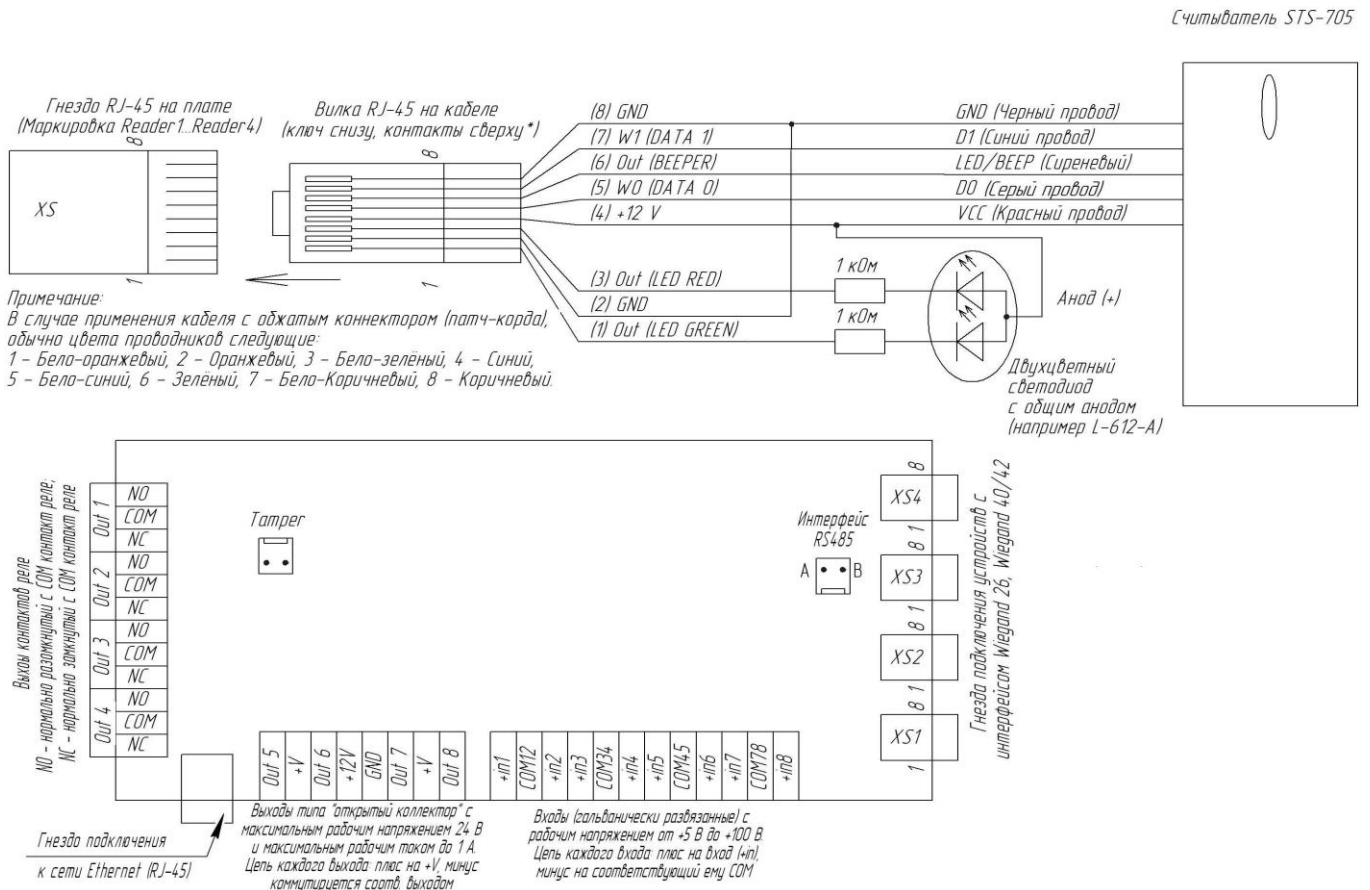 Считыватель STS-705
Гнездо RJ-45 на плате
(Маркировка Reader1...Reader4)
8
XS
1
Вилка RJ-45 на кабеле
(ключ снизу, контакты сверху*)
8
1
(8) GND
(7) W1 (DATA 1)
(6) Out (BEEPER)
(5) W0 (DATA 0)
(4) +12 V
(3) Out (LED RED)
(2) GND
(1) Out (LED GREEN)
GND (Черный провод)
D1 (Синий провод)
LED/BEEP (Сиреневый)
D0 (Серый провод)
VCC (Красный провод)
1 кОм
1 кОм
Анод (+)
Двухцветный
светодиод
с общим анодом
(например L-612-A)
Примечание:
В случае применения кабеля с обжатым коннектором (патч-корда),
обычно цвета проводников следующие:
1 - Бело-оранжевый, 2 - Оранжевый, 3 - Бело-зелёный, 4 - Синий,
5 - Бело-синий, 6 - Зелёный, 7 - Бело-Коричневый, 8 - Коричневый.
Выходы контактов реле
NO - нормально разомкнутый с COM контакт реле;
NC - нормально замкнутый с COM контакт реле
Out 1
NO
COM
NC
Out 2
NO
COM
NC
Out 3
NO
COM
NC
Out 4
NO
COM
NC
Tamper
Интерфейс
RS485
A
B
8
XS4
8 1
XS3
8 1
XS2
8 1
XS1
1
Гнезда подключения устройств с
интерфейсом Wiegand 26, Wiegand 40/42
Out 5
+V
Out 6
+12V
GND
Out 7
+V
Out 8
+in1
COM12
+in2
+in3
COM34
+in4
+in5
COM45
+in6
+in7
COM78
+in8
Гнездо подключения
к сети Ethernet (RJ-45)
Выходы типа "открытый коллектор" с
максимальным рабочим напряжением 24 В
и максимальным рабочим током до 1 А.
Цепь каждого выхода: плюс на +V, минус
коммутируется соотв. выходом
Входы (гальванически развязанные) с
рабочим напряжением от +5 В до +100 В.
Цепь каждого входа: плюс на вход (+in),
минус на соответствующий ему COM